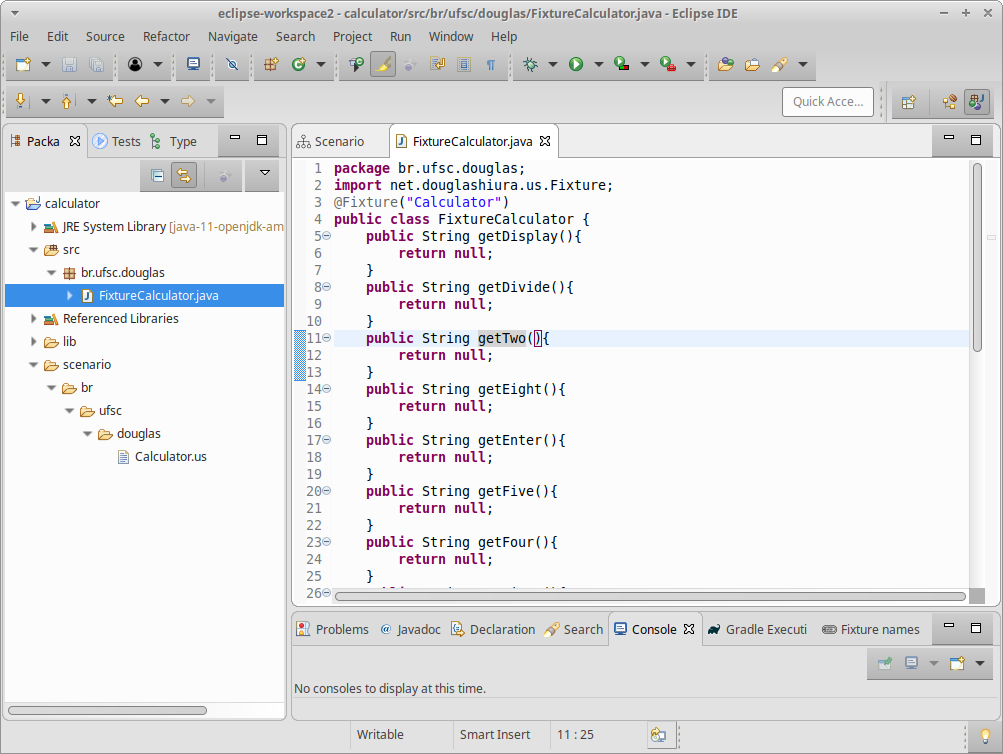 eclipse-workspace2 - calculator/src/br/ufsc/douglas/FixtureCalculator.java - Eclipse IDE
File Edit Source Refactor Navigate Search Project Run Window Help
Quick Acce...
Packa Tests Type
calculator
JRE System Library [java-11-openjdk-am
src
br.ufsc.douglas
FixtureCalculator.java
Referenced Libraries
lib
scenario
br
ufsc
douglas
Calculator.us
Scenario FixtureCalculator.java
1 package br.ufsc.douglas;
2 import net.douglashiura.us.Fixture;
3 @Fixture("Calculator")
4 public class FixtureCalculator {
5 public String getDisplay(){
6 return null;
7 }
8 public String getDivide(){
9 return null;
10 }
11 public String getTwo(){
12 return null;
13 }
14 public String getEight(){
15 return null;
16 }
17 public String getEnter(){
18 return null;
19 }
20 public String getFive(){
21 return null;
22 }
23 public String getFour(){
24 return null;
25 }
26
Problems @ Javadoc Declaration Search Console Gradle Executi Fixture names
No consoles to display at this time.
Writable Smart Insert 11 : 25